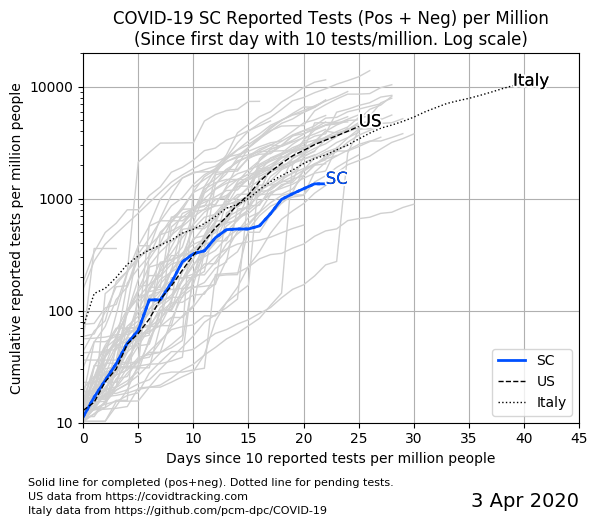 COVID-19 SC Reported Tests (Pos + Neg) per Million
(Since first day with 10 tests/million. Log scale)
Cumulative reported tests per million people
10000
1000
100
10
Italy
US
SC
SC
US
Italy
0 5 10 15 20 25 30 35 40 45
Days since 10 reported tests per million people
Solid line for completed (pos+neg). Dotted line for pending tests.
US data from https://covidtracking.com
Italy data from https://github.com/pcm-dpc/COVID-19
3 Apr 2020